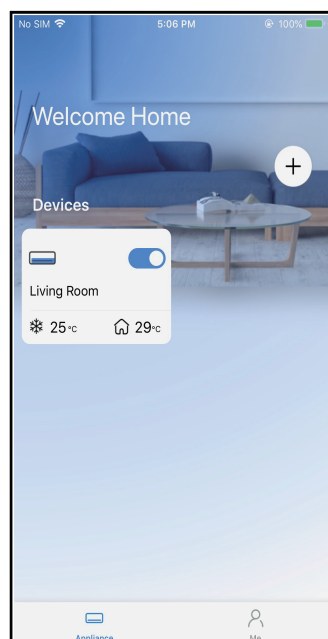 No SIM 5:06 PM 100%
Welcome Home
+
Devices
Living Room
25°C 29°C
Appliance Me